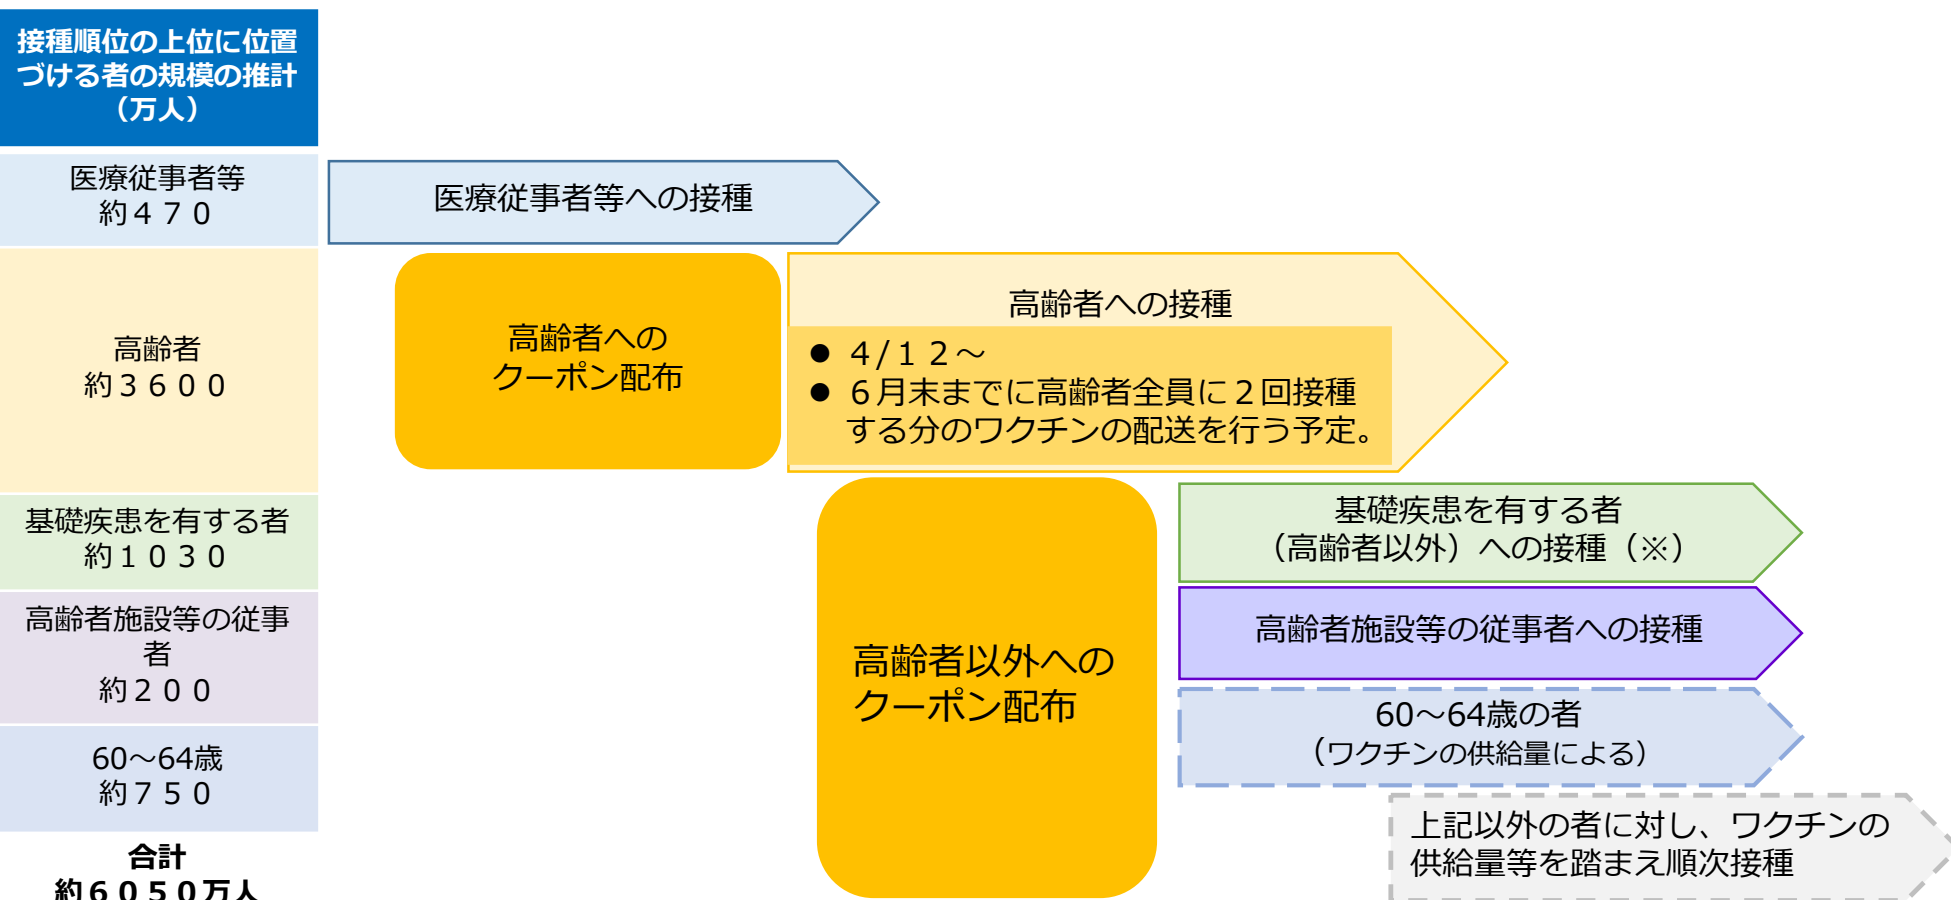 接種順位の上位に位置
づける者の規模の推計
（万人）
医療従事者等
約４７０
医療従事者等への接種
高齢者
約３６００
高齢者への
クーポン配布
高齢者への接種
● ４/１２～
● ６月末までに高齢者全員に２回接種
する分のワクチンの配送を行う予定。
基礎疾患を有する者
約１０３０
基礎疾患を有する者
（高齢者以外）への接種（※）
高齢者施設等の従事
者
約２００
高齢者施設等の従事者への接種
高齢者以外への
クーポン配布
60～64歳
約７５０
60～64歳の者
（ワクチンの供給量による）
上記以外の者に対し、ワクチンの
供給量等を踏まえ順次接種
合計
約６０５０万人